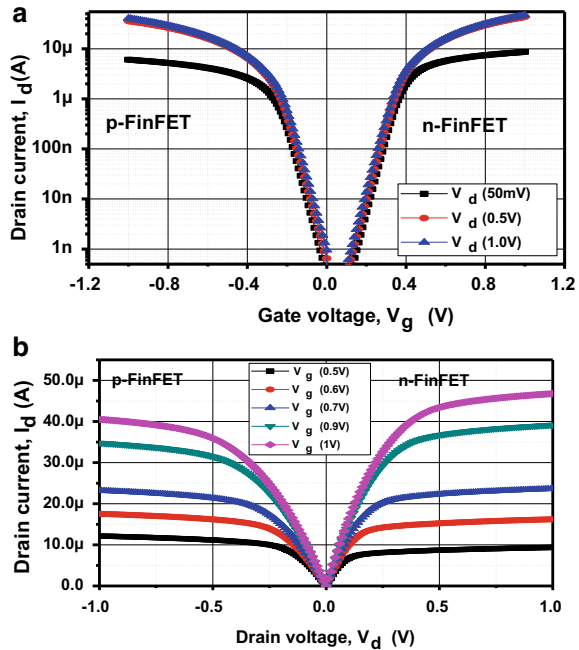 a
Drain current, I_d(A)
10μ
1μ
100n
10n
1n
p-FinFET
n-FinFET
V_d (50mV)
V_d (0.5V)
V_d (1.0V)
-1.2 -0.8 -0.4 0.0 0.4 0.8 1.2
Gate voltage, V_g (V)
b
Drain current, I_d (A)
50.0μ
40.0μ
30.0μ
20.0μ
10.0μ
0.0
p-FinFET
V_g (0.5V)
V_g (0.6V)
V_g (0.7V)
V_g (0.9V)
V_g (1V)
n-FinFET
-1.0 -0.5 0.0 0.5 1.0
Drain voltage, V_d (V)